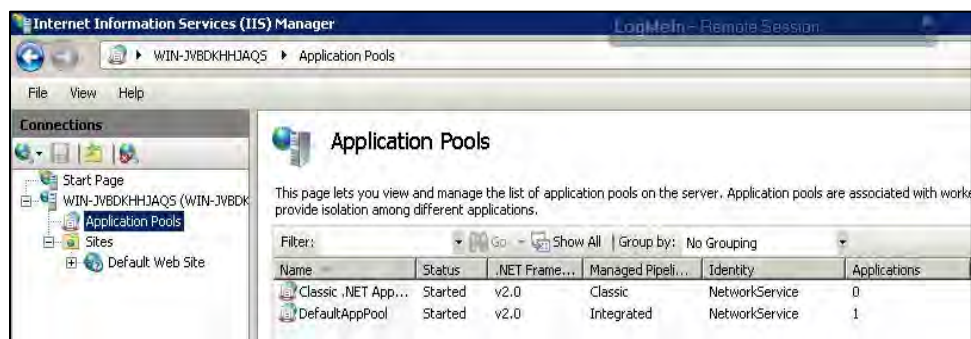 Internet Information Services (IIS) Manager
LogMeIn - Remote Session
WIN-JVBDKHHJAQS ▸ Application Pools
File View Help
Connections
Application Pools
Start Page
WIN-JVBDKHHJAQS (WIN-JVBDK
Application Pools
Sites
Default Web Site
This page lets you view and manage the list of application pools on the server. Application pools are associated with worke
provide isolation among different applications.
Filter: Go Show All Group by: No Grouping
Name Status .NET Frame... Managed Pipeli... Identity Applications
Classic .NET App... Started v2.0 Classic NetworkService 0
DefaultAppPool Started v2.0 Integrated NetworkService 1